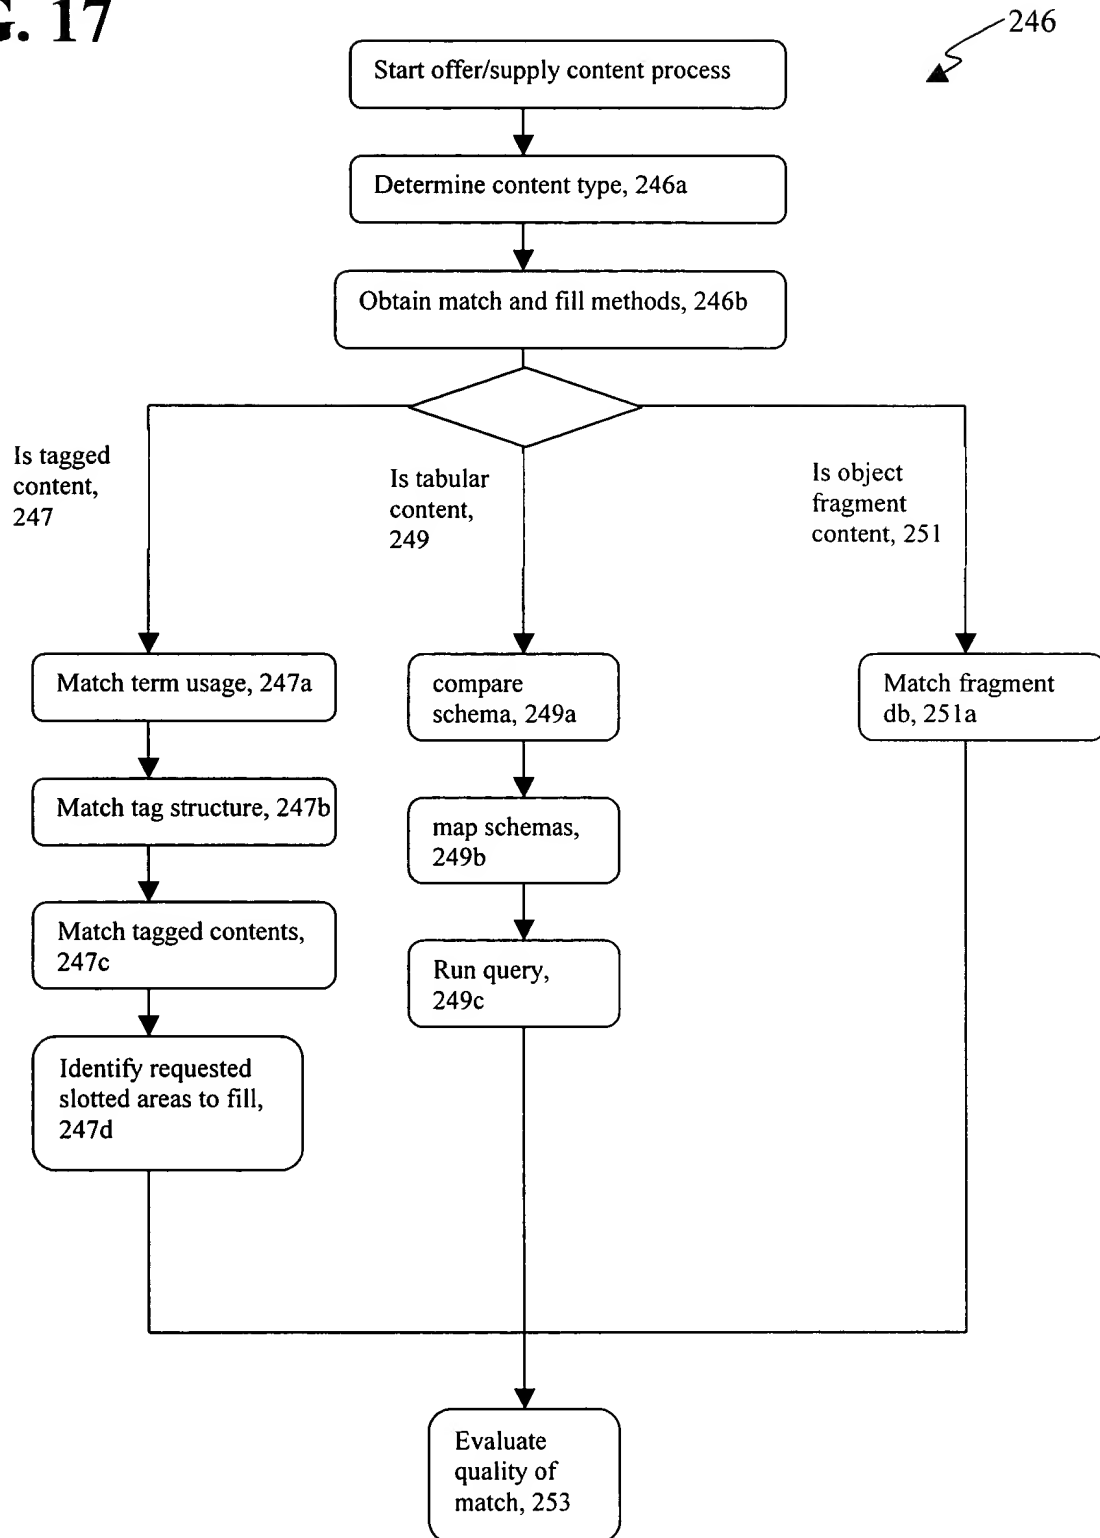 G. 17
246
Start offer/supply content process
Determine content type, 246a
Obtain match and fill methods, 246b
Is tagged
content,
247
Is tabular
content,
249
Is object
fragment
content, 251
Match term usage, 247a
compare
schema, 249a
Match fragment
db, 251a
Match tag structure, 247b
map schemas,
249b
Match tagged contents,
247c
Run query,
249c
Identify requested
slotted areas to fill,
247d
Evaluate
quality of
match, 253